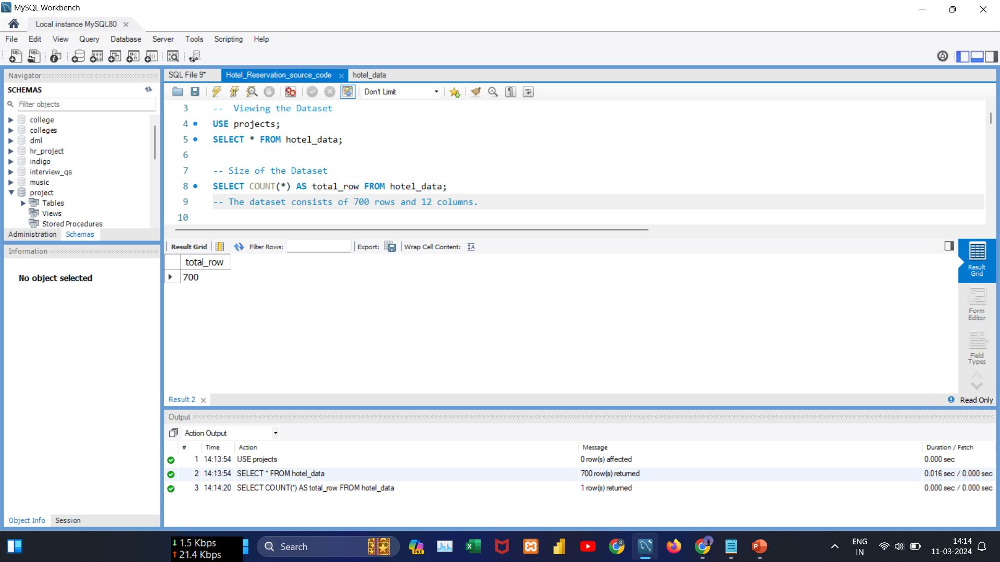 MySQL Workbench
Local instance MySQL80
File Edit View Query Database Server Tools Scripting Help
Navigator
SCHEMAS
Filter objects
college
colleges
dml
hr_project
indigo
interview_qs
music
project
Tables
Views
Stored Procedures
Administration Schemas
Information
No object selected
Object Info Session
SQL File 9* Hotel_Reservation_source_code hotel_data
Don't Limit
3 -- Viewing the Dataset
4 USE projects;
5 SELECT * FROM hotel_data;
6
7 -- Size of the Dataset
8 SELECT COUNT(*) AS total_row FROM hotel_data;
9 -- The dataset consists of 700 rows and 12 columns.
10
Result Grid Filter Rows: Export: Wrap Cell Content:
total_row
700
Result Grid
Form Editor
Field Types
Result 2
Read Only
Output
Action Output
# Time Action Message Duration / Fetch
1 14:13:54 USE projects 0 row(s) affected 0.000 sec
2 14:13:54 SELECT * FROM hotel_data 700 row(s) returned 0.016 sec / 0.000 sec
3 14:14:20 SELECT COUNT(*) AS total_row FROM hotel_data 1 row(s) returned 0.000 sec / 0.000 sec
1.5 Kbps
21.4 Kbps
Search
PRE
ENG
IN
14:14
11-03-2024